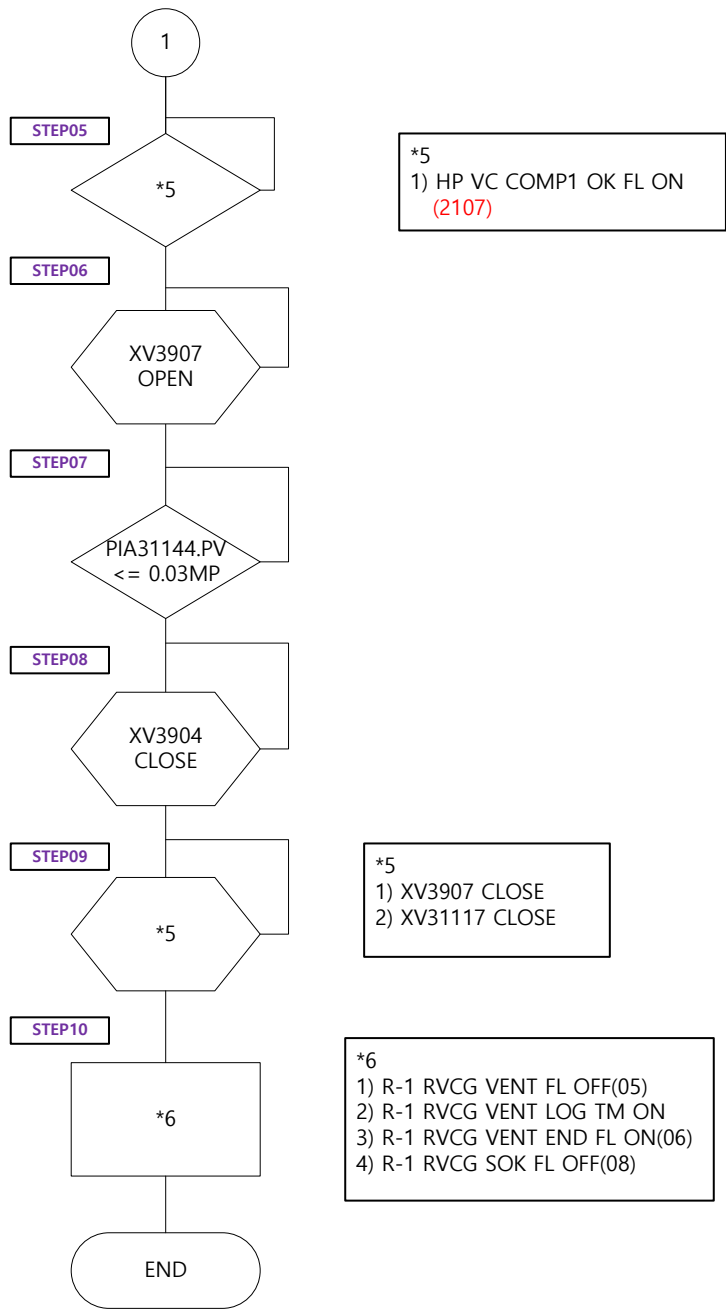 1
STEP05
*5
*5
1) HP VC COMP1 OK FL ON
(2107)
STEP06
XV3907
OPEN
STEP07
PIA31144.PV
<= 0.03MP
STEP08
XV3904
CLOSE
STEP09
*5
*5
1) XV3907 CLOSE
2) XV31117 CLOSE
STEP10
*6
*6
1) R-1 RVCG VENT FL OFF(05)
2) R-1 RVCG VENT LOG TM ON
3) R-1 RVCG VENT END FL ON(06)
4) R-1 RVCG SOK FL OFF(08)
END